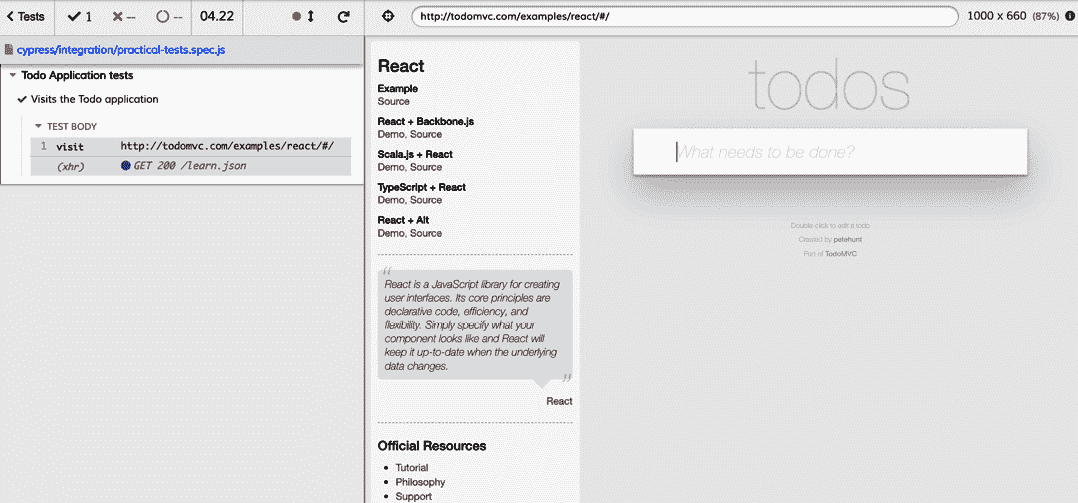 Tests
1
--
--
04.22
http://todomvc.com/examples/react/#/
1000 x 660 (87%)
cypress/integration/practical-tests.spec.js
Todo Application tests
Visits the Todo application
TEST BODY
1 visit http://todomvc.com/examples/react/#/
(xhr) GET 200 /learn.json
React
Example
Source
React + Backbone.js
Demo, Source
Scala.js + React
Demo, Source
TypeScript + React
Demo, Source
React + Alt
Demo, Source
“
React is a JavaScript library for creating
user interfaces. Its core principles are
declarative code, efficiency, and
flexibility. Simply specify what your
component looks like and React will
keep it up-to-date when the underlying
data changes.
”
React
Official Resources
Tutorial
Philosophy
Support
todos
What needs to be done?
Double click to edit a todo
Created by petehunt
Part of TodoMVC